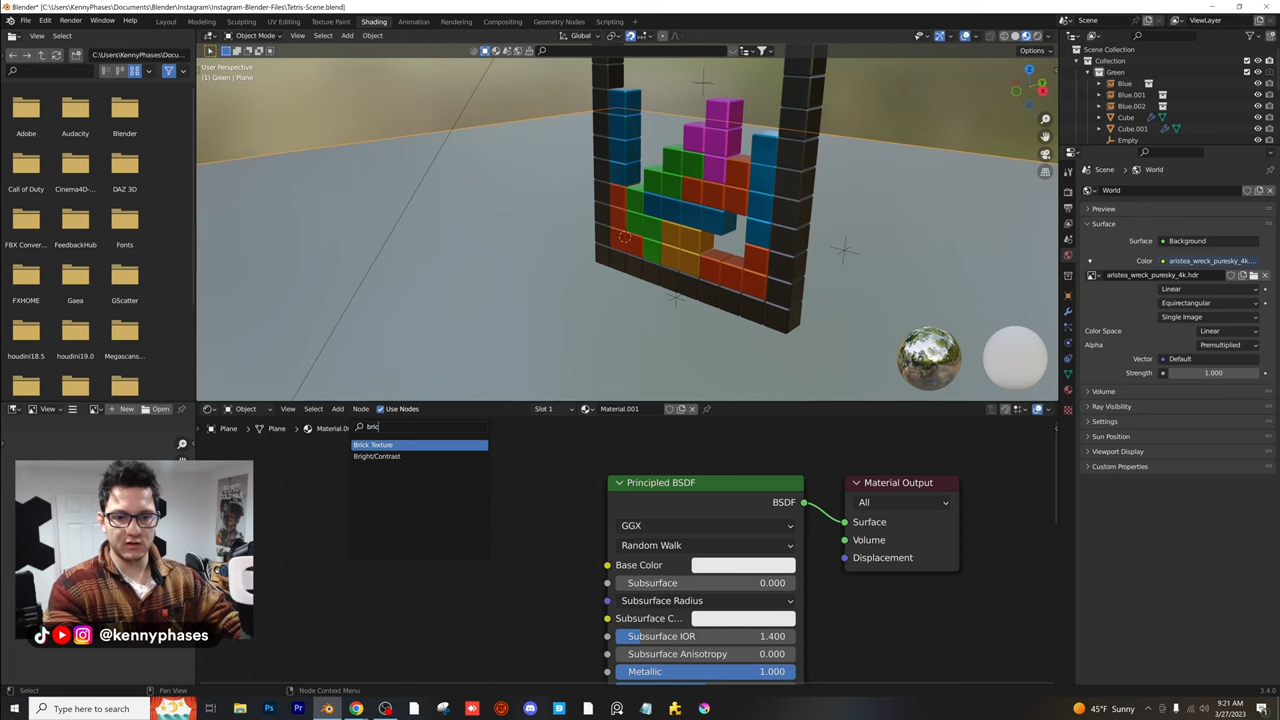 Blender* [C:\Users\KennyPhases\Documents\Blender\Instagram\Instagram-Blender-Files\Tetris-Scene.blend]
File Edit Render Window Help Layout Modeling Sculpting UV Editing Texture Paint Shading Animation Rendering Compositing Geometry Nodes Scripting Scene ViewLayer
View Select Object Mode View Select Add Object Global Options
C:\Users\KennyPhases\Docu...
User Perspective
(1) Green | Plane
Adobe Audacity Blender
Call of Duty Cinema4D-... DAZ 3D
FBX Conver... FeedbackHub Fonts
FXHOME Gaea GScatter
houdini18.5 houdini19.0 Megascans...
Scene Collection
Collection
Green
Blue
Blue.001
Blue.002
Cube
Cube.001
Empty
Scene World
World
Preview
Surface
Surface Background
Color aristea_wreck_puresky_4k....
aristea_wreck_puresky_4k.hdr
Linear
Equirectangular
Single Image
Color Space Linear
Alpha Premultiplied
Vector Default
Strength 1.000
Volume
Ray Visibility
Settings
Sun Position
Viewport Display
Custom Properties
View New Open Object View Select Add Node Use Nodes Slot 1 Material.001
Plane Plane Material.00
bric
Brick Texture
Bright/Contrast
Principled BSDF
BSDF
GGX
Random Walk
Base Color
Subsurface 0.000
Subsurface Radius
Subsurface C...
Subsurface IOR 1.400
Subsurface Anisotropy 0.000
Metallic 1.000
Material Output
All
Surface
Volume
Displacement
@kennyphases
Select Pan View Node Context Menu 3.4.0
Type here to search
45°F Sunny
9:21 AM
3/27/2023